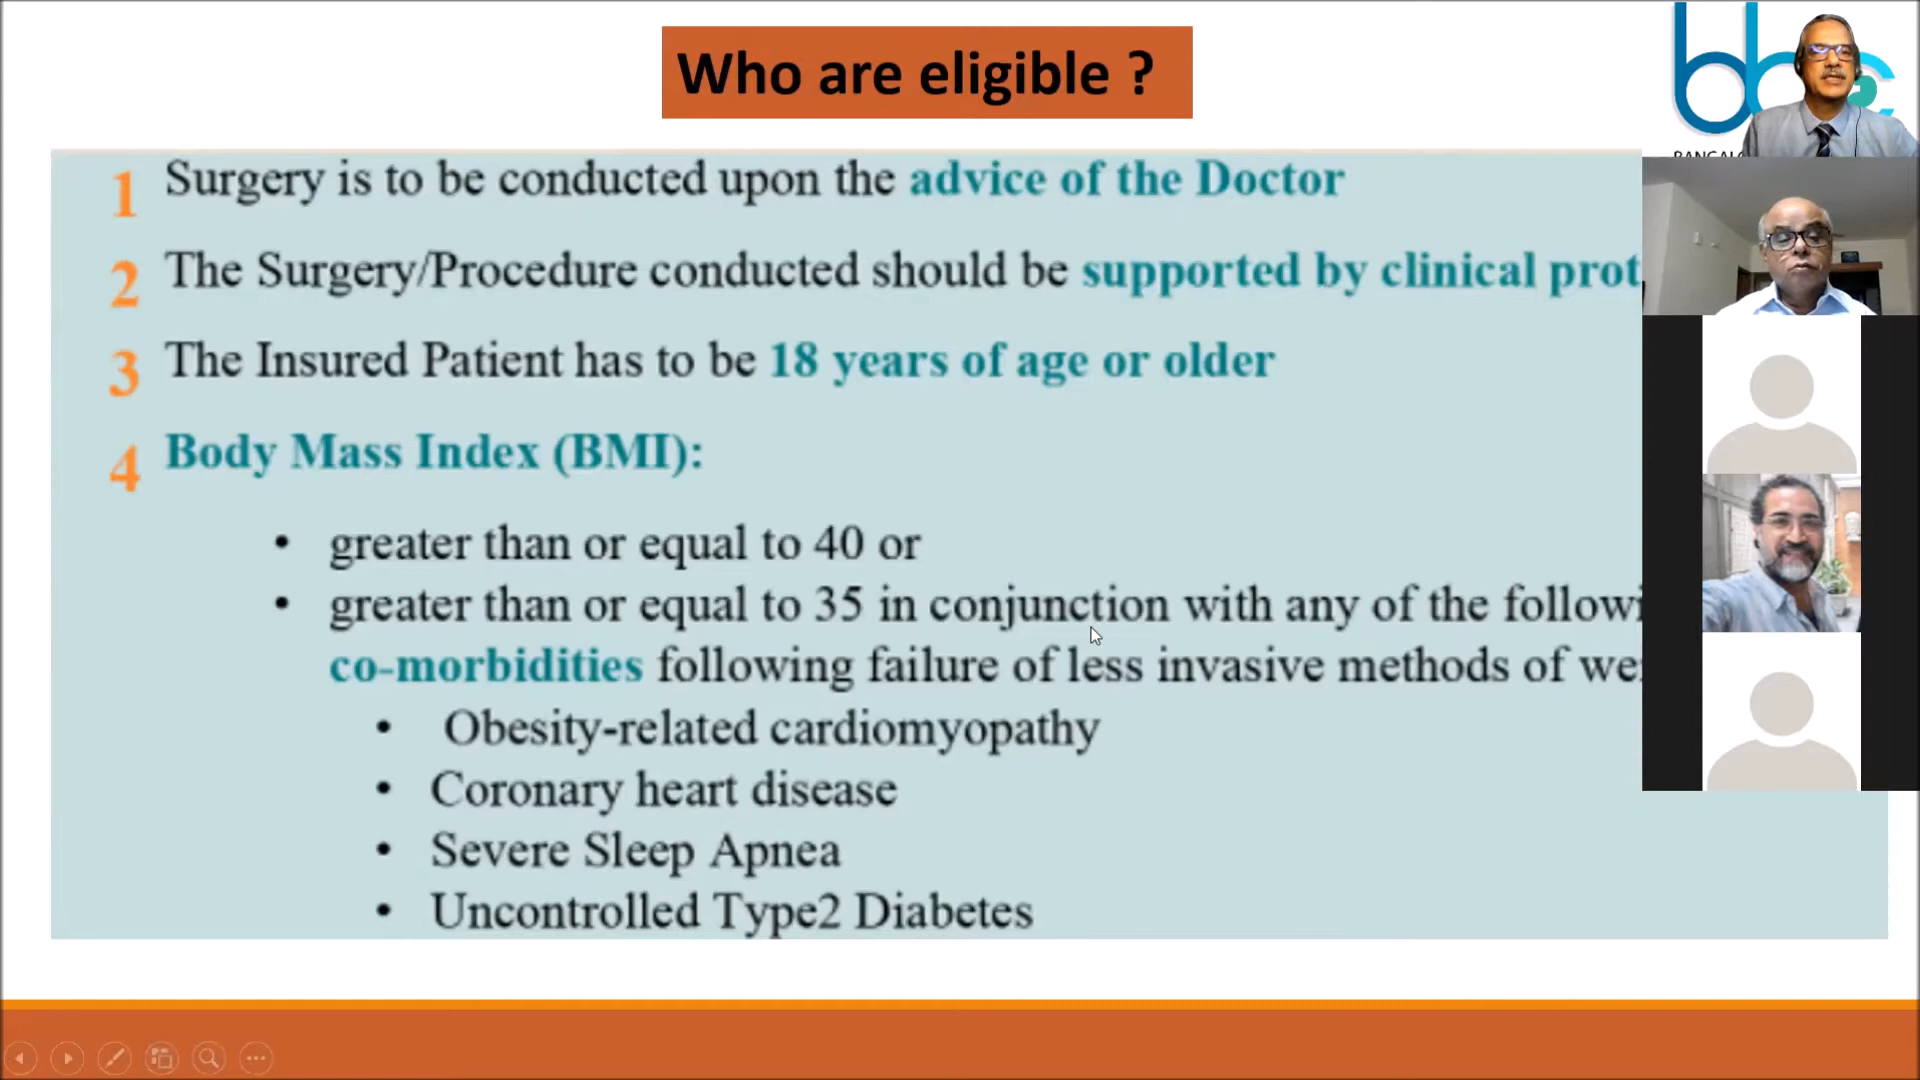 Who are eligible ?
1 Surgery is to be conducted upon the advice of the Doctor
2 The Surgery/Procedure conducted should be supported by clinical
3 The Insured Patient has to be 18 years of age or older
4 Body Mass Index (BMI):
• greater than or equal to 40 or
• greater than or equal to 35 in conjunction with any of the
co-morbidities following failure of less invasive methods of
• Obesity-related cardiomyopathy
• Coronary heart disease
• Severe Sleep Apnea
• Uncontrolled Type2 Diabetes